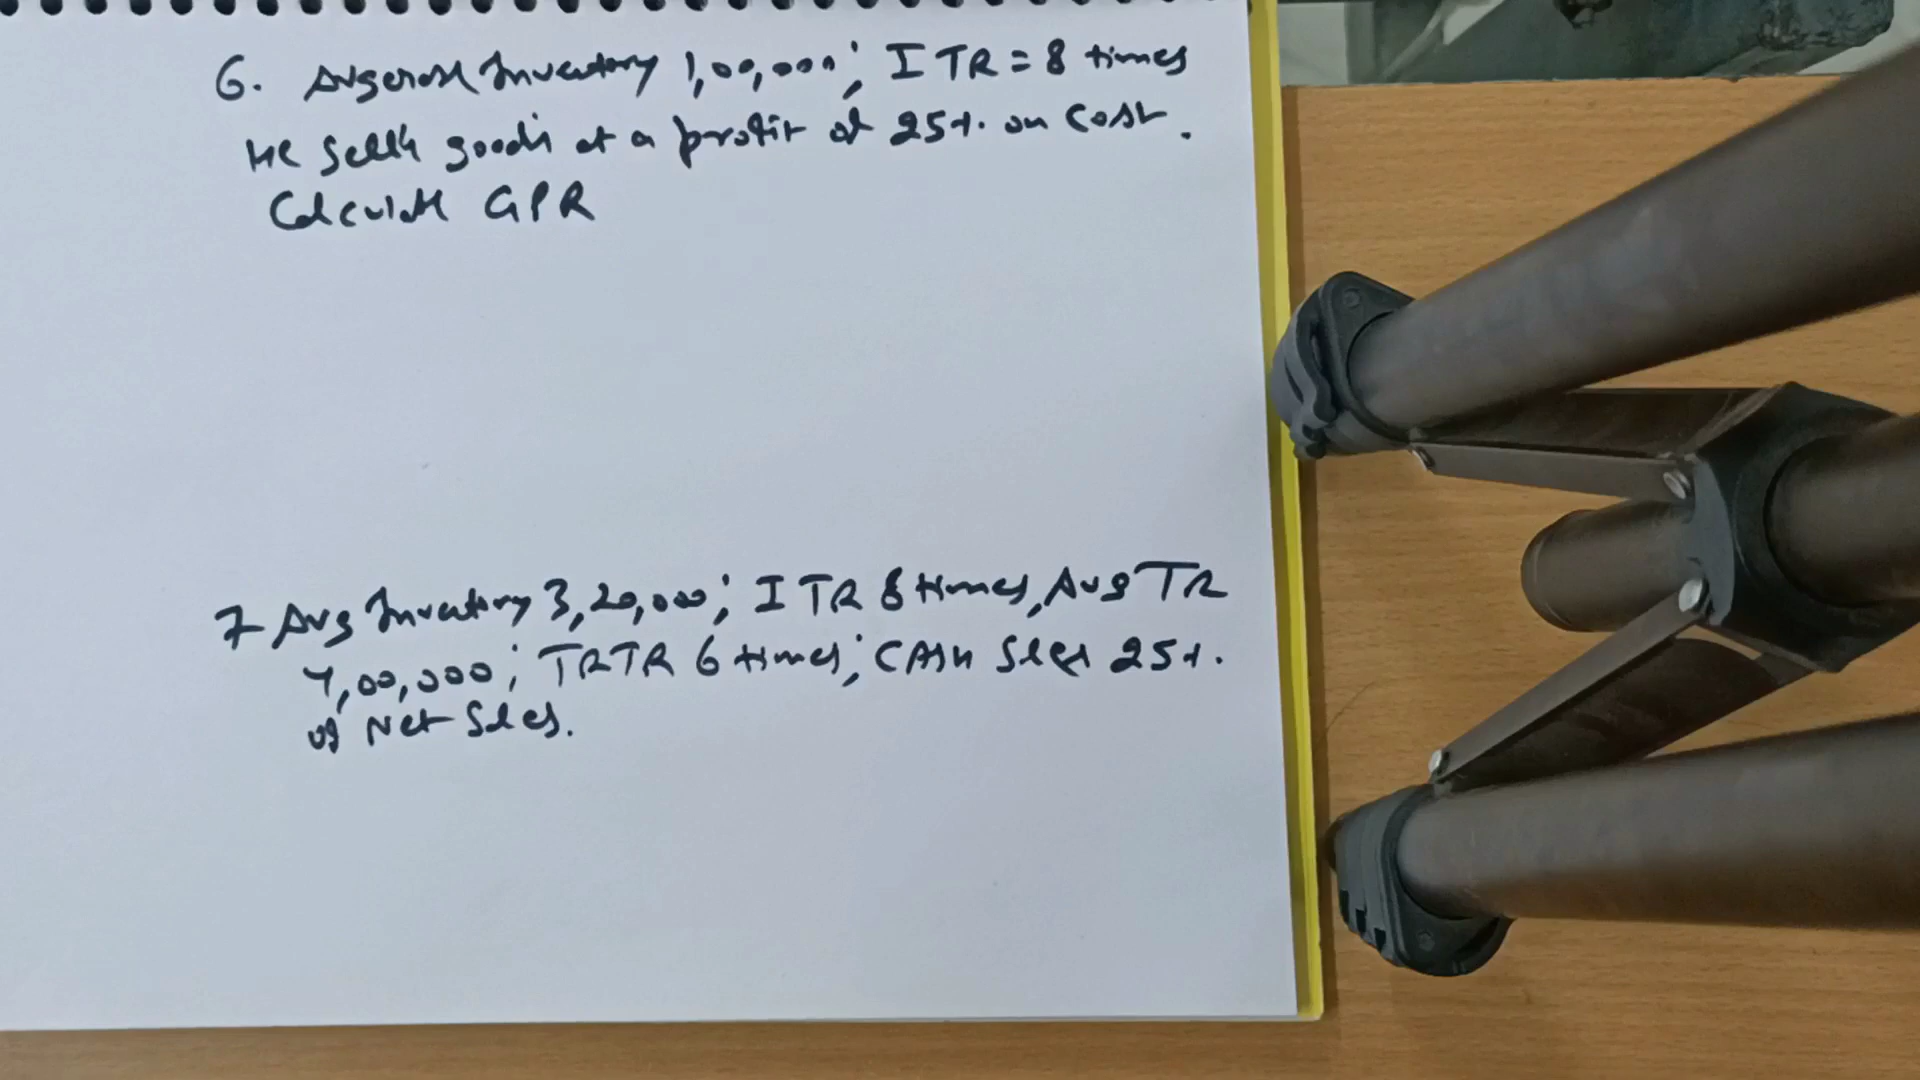 6. Average Inventory 1,00,000; ITR = 8 times
He sells goods at a profit of 25%. on cost.
Calculate GPR
7 Avg Inventory 3,20,000; ITR 8 times, Avg TR
4,00,000; TRTR 6 times; Cash Sales 25%.
of Net Sales.